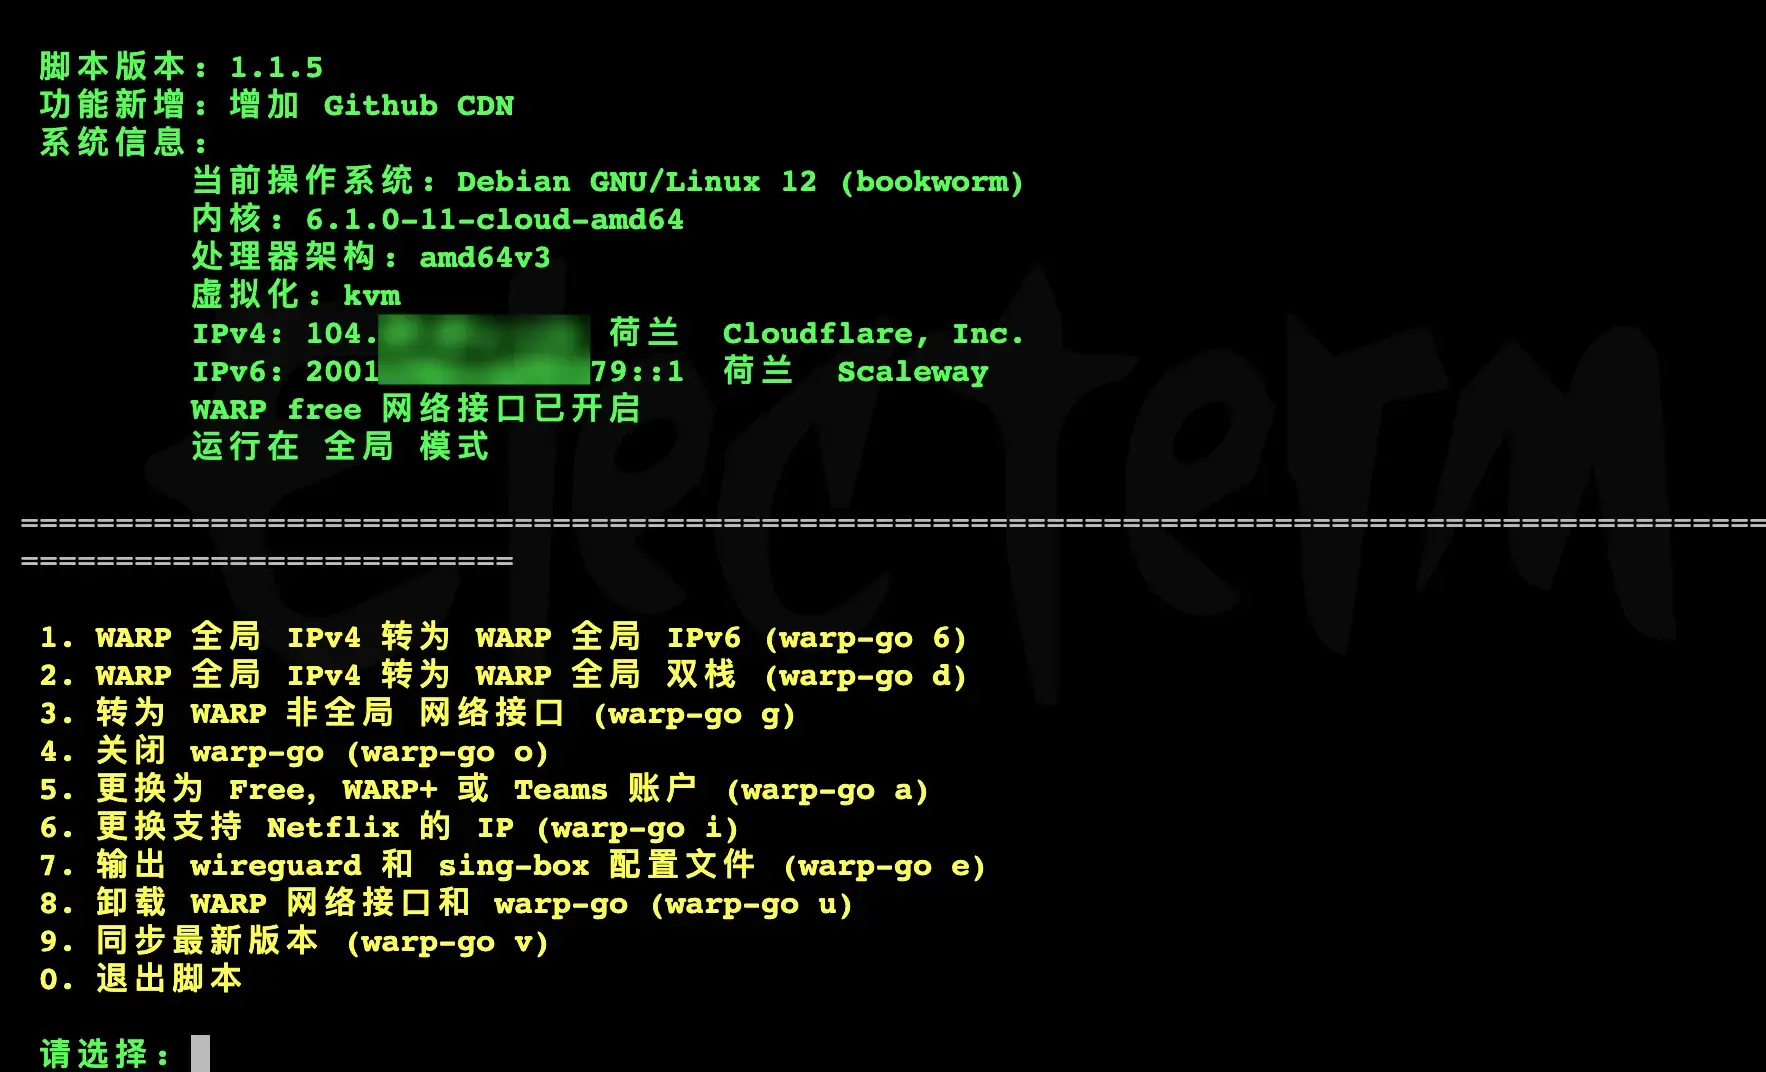 脚本版本：1.1.5
功能新增：增加 Github CDN
系统信息：
当前操作系统：Debian GNU/Linux 12 (bookworm)
内核：6.1.0-11-cloud-amd64
处理器架构：amd64v3
虚拟化：kvm
IPv4: 104. 荷兰 Cloudflare, Inc.
IPv6: 2001 79::1 荷兰 Scaleway
WARP free 网络接口已开启
运行在 全局 模式
============================================================================================
==========================
1. WARP 全局 IPv4 转为 WARP 全局 IPv6 (warp-go 6)
2. WARP 全局 IPv4 转为 WARP 全局 双栈 (warp-go d)
3. 转为 WARP 非全局 网络接口 (warp-go g)
4. 关闭 warp-go (warp-go o)
5. 更换为 Free, WARP+ 或 Teams 账户 (warp-go a)
6. 更换支持 Netflix 的 IP (warp-go i)
7. 输出 wireguard 和 sing-box 配置文件 (warp-go e)
8. 卸载 WARP 网络接口和 warp-go (warp-go u)
9. 同步最新版本 (warp-go v)
0. 退出脚本
请选择：
electerm